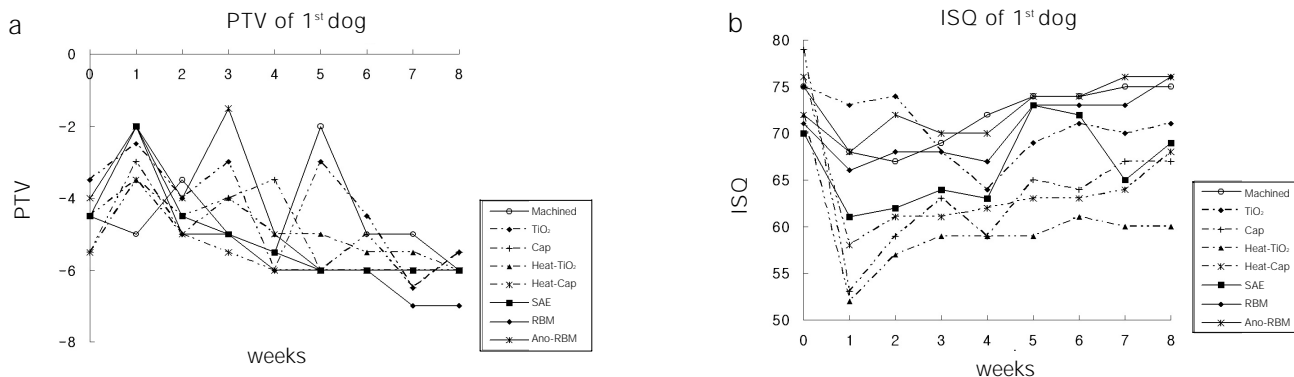 a
PTV of 1st dog
0
0 1 2 3 4 5 6 7 8
−2
−4
−6
−8
PTV
weeks
Machined
TiO₂
Cap
Heat-TiO₂
Heat-Cap
SAE
RBM
Ano-RBM
b
ISQ of 1st dog
80
75
70
65
60
55
50
ISQ
0 1 2 3 4 5 6 7 8
weeks
Machined
TiO₂
Cap
Heat-TiO₂
Heat-Cap
SAE
RBM
Ano-RBM